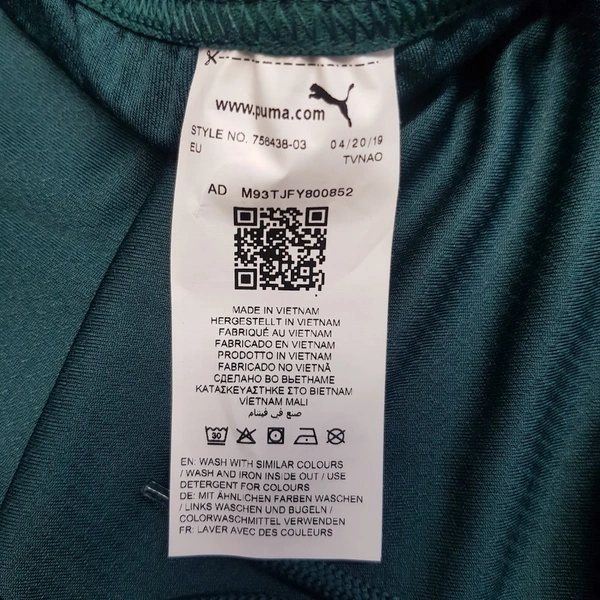 www.puma.com
STYLE NO. 756438-03 04/20/19
EU TVNAO
AD M93TJFY800852
MADE IN VIETNAM
HERGESTELLT IN VIETNAM
FABRIQUÉ AU VIETNAM
FABRICADO EN VIETNAM
PRODOTTO IN VIETNAM
FABRICADO NO VIETNÃ
СДЕЛАНО ВО ВЬЕТНАМЕ
ΚΑΤΑΣΚΕΥΑΣΤΗΚΕ ΣΤΟ ΒΙΕΤΝΑΜ
VİETNAM MALI
صنع في فيتنام
30
EN: WASH WITH SIMILAR COLOURS
/ WASH AND IRON INSIDE OUT / USE
DETERGENT FOR COLOURS
DE: MIT ÄHNLICHEN FARBEN WASCHEN
/ LINKS WASCHEN UND BUGELN /
COLORWASCHMITTEL VERWENDEN
FR: LAVER AVEC DES COULEURS